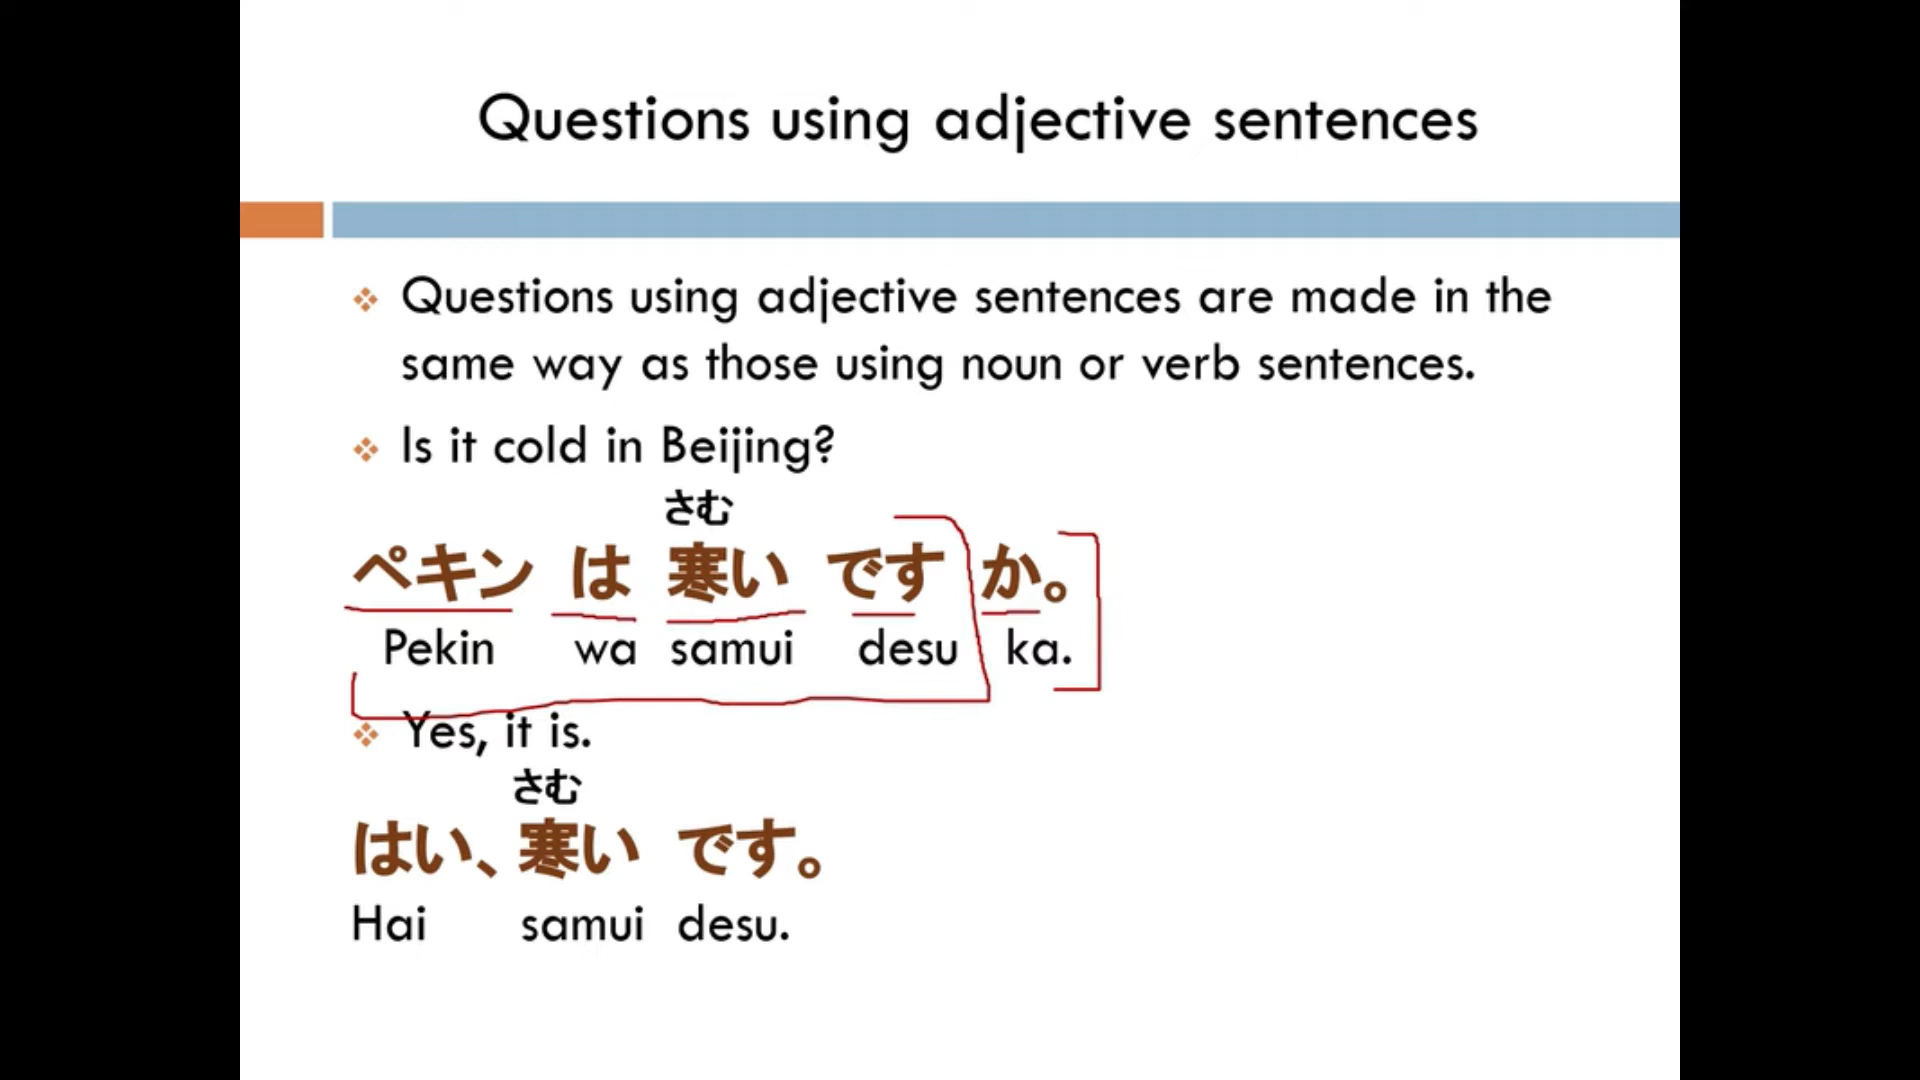 Questions using adjective sentences
Questions using adjective sentences are made in the
same way as those using noun or verb sentences.
Is it cold in Beijing?
さむ
ペキン は 寒い です か。
Pekin wa samui desu ka.
Yes, it is.
さむ
はい、寒い です。
Hai samui desu.